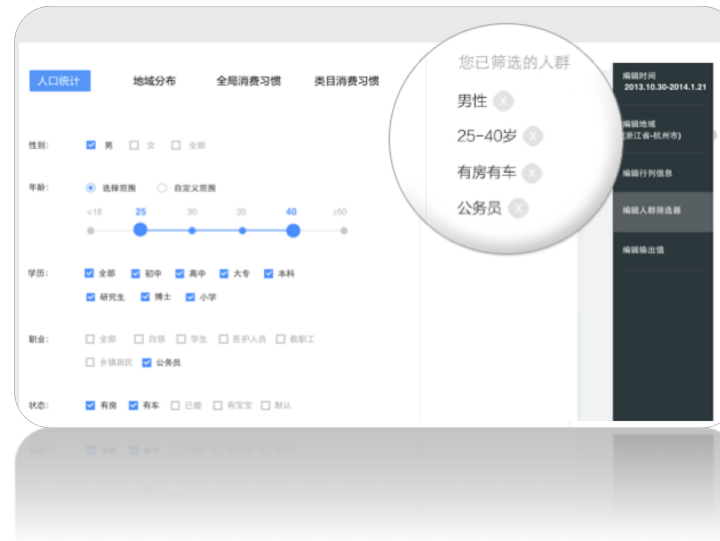 人口统计 地域分布 全局消费习惯 类目消费习惯
性别: 男 女 全部
年龄: 选择范围 自定义范围
<18 25 30 35 40 ≥50
学历: 全部 初中 高中 大专 本科
研究生 博士 小学
职业: 全部 白领 学生 医护人员 教职工
乡镇居民 公务员
状态: 有房 有车 已婚 有宝宝 默认
您已筛选的人群
男性 X
25-40岁 X
有房有车 X
公务员 X
编辑时间
2013.10.30-2014.1.21
编辑地域
浙江省-杭州市)
编辑行列信息
编辑人群筛选器
编辑输出值